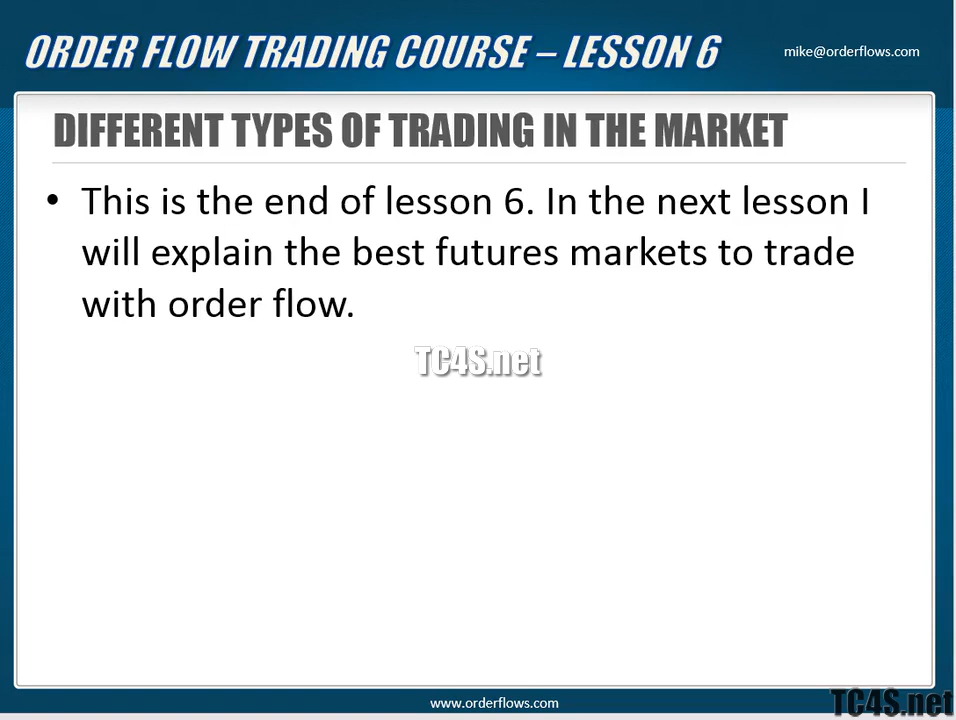 ORDER FLOW TRADING COURSE – LESSON 6
mike@orderflows.com
DIFFERENT TYPES OF TRADING IN THE MARKET
• This is the end of lesson 6. In the next lesson I
will explain the best futures markets to trade
with order flow.
TC4S.net
www.orderflows.com
TC4S.net